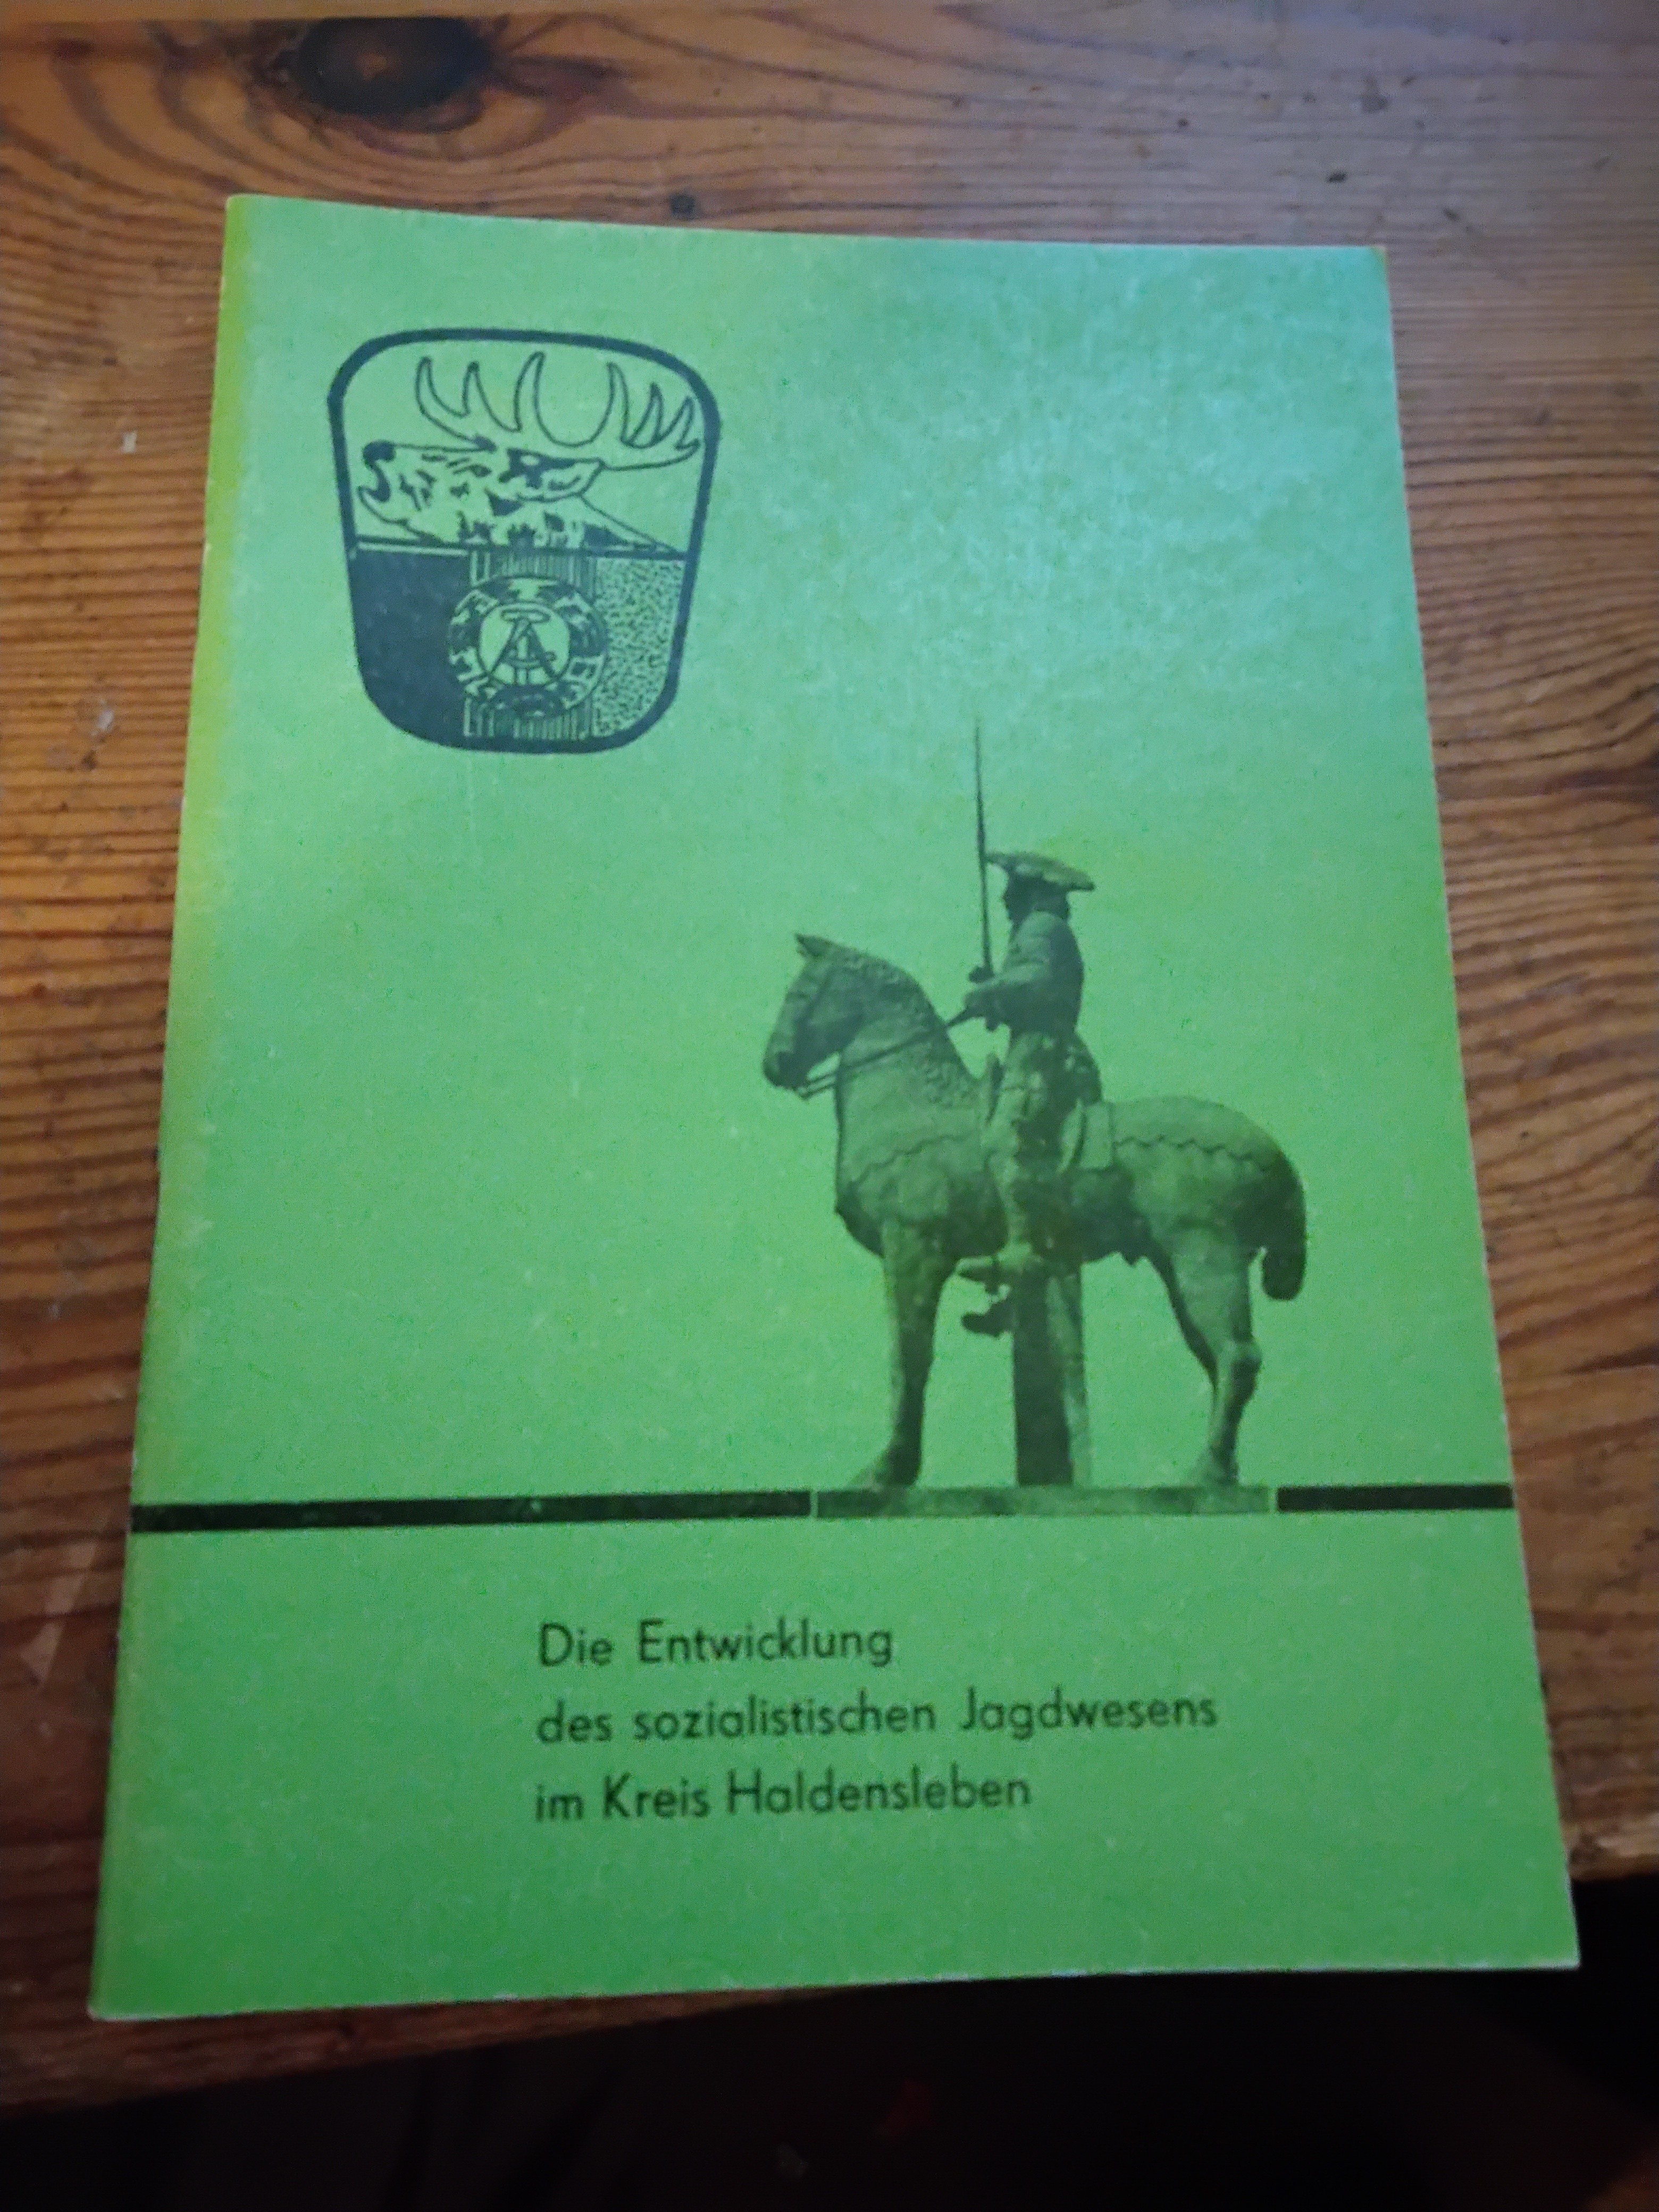 Die Entwicklung
des sozialistischen Jagdwesens
im Kreis Haldensleben